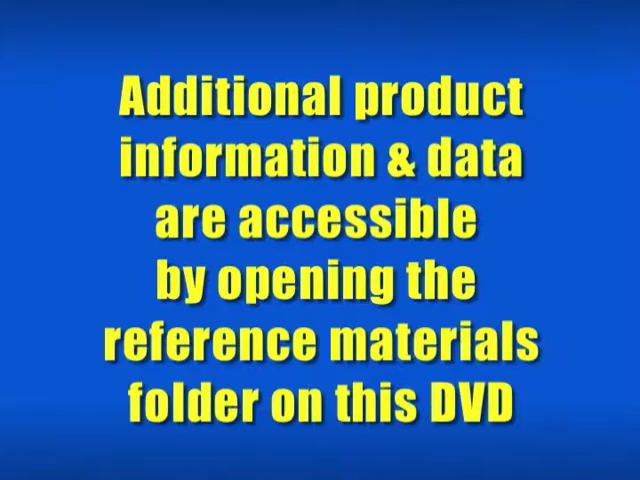 Additional product
information & data
are accessible
by opening the
reference materials
folder on this DVD